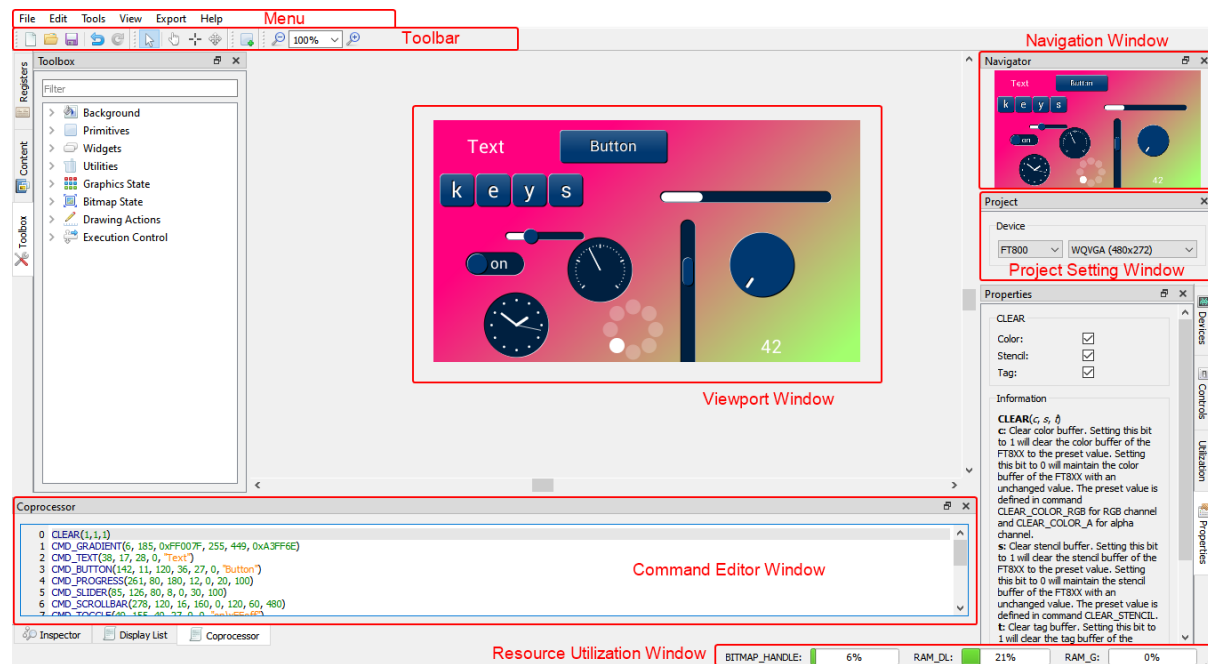 File Edit Tools View Export Help Menu
100% Toolbar
Navigation Window
Registers
Content
Toolbox
Toolbox
Filter
Background
Primitives
Widgets
Utilities
Graphics State
Bitmap State
Drawing Actions
Execution Control
Text
Button
k e y s
on
42
Viewport Window
Navigator
Text
Button
k e y s
on
42
Project
Device
FT800 WQVGA (480x272)
Project Setting Window
Properties
CLEAR
Color:
Stencil:
Tag:
Information
CLEAR(c, s, t)
c: Clear color buffer. Setting this bit
to 1 will clear the color buffer of the
FT8XX to the preset value. Setting
this bit to 0 will maintain the color
buffer of the FT8XX with an
unchanged value. The preset value is
defined in command
CLEAR_COLOR_RGB for RGB channel
and CLEAR_COLOR_A for alpha
channel.
s: Clear stencil buffer. Setting this bit
to 1 will clear the stencil buffer of the
FT8XX to the preset value. Setting
this bit to 0 will maintain the stencil
buffer of the FT8XX with an
unchanged value. The preset value is
defined in command CLEAR_STENCIL.
t: Clear tag buffer. Setting this bit to
1 will clear the tag buffer of the
Devices
Controls
Utilization
Properties
Coprocessor
0 CLEAR(1,1,1)
1 CMD_GRADIENT(6, 185, 0xFF007F, 255, 449, 0xA3FF6E)
2 CMD_TEXT(38, 17, 28, 0, "Text")
3 CMD_BUTTON(142, 11, 120, 36, 27, 0, "Button")
4 CMD_PROGRESS(261, 80, 180, 12, 0, 20, 100)
5 CMD_SLIDER(85, 126, 80, 8, 0, 30, 100)
6 CMD_SCROLLBAR(278, 120, 16, 160, 0, 120, 60, 480)
Command Editor Window
Inspector Display List Coprocessor
Resource Utilization Window BITMAP_HANDLE: 6% RAM_DL: 21% RAM_G: 0%